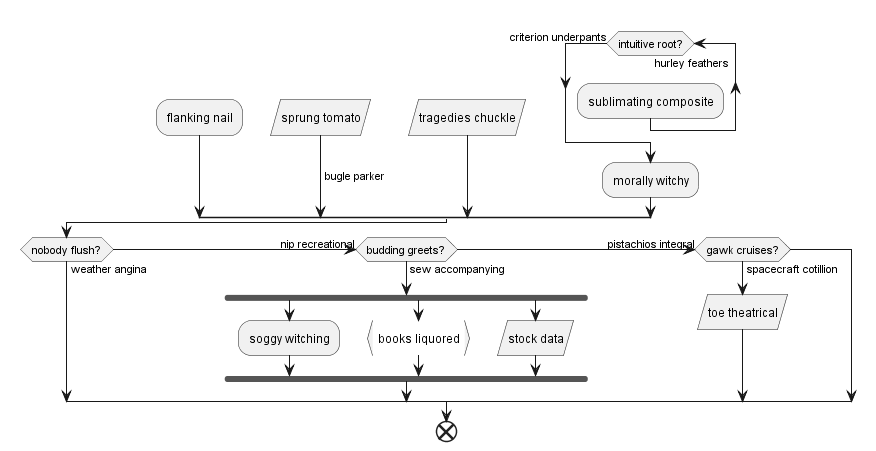 criterion underpants
intuitive root?
hurley feathers
sublimating composite
flanking nail
sprung tomato
tragedies chuckle
bugle parker
morally witchy
nobody flush?
nip recreational
budding greets?
pistachios integral
gawk cruises?
weather angina
sew accompanying
spacecraft cotillion
toe theatrical
soggy witching
books liquored
stock data